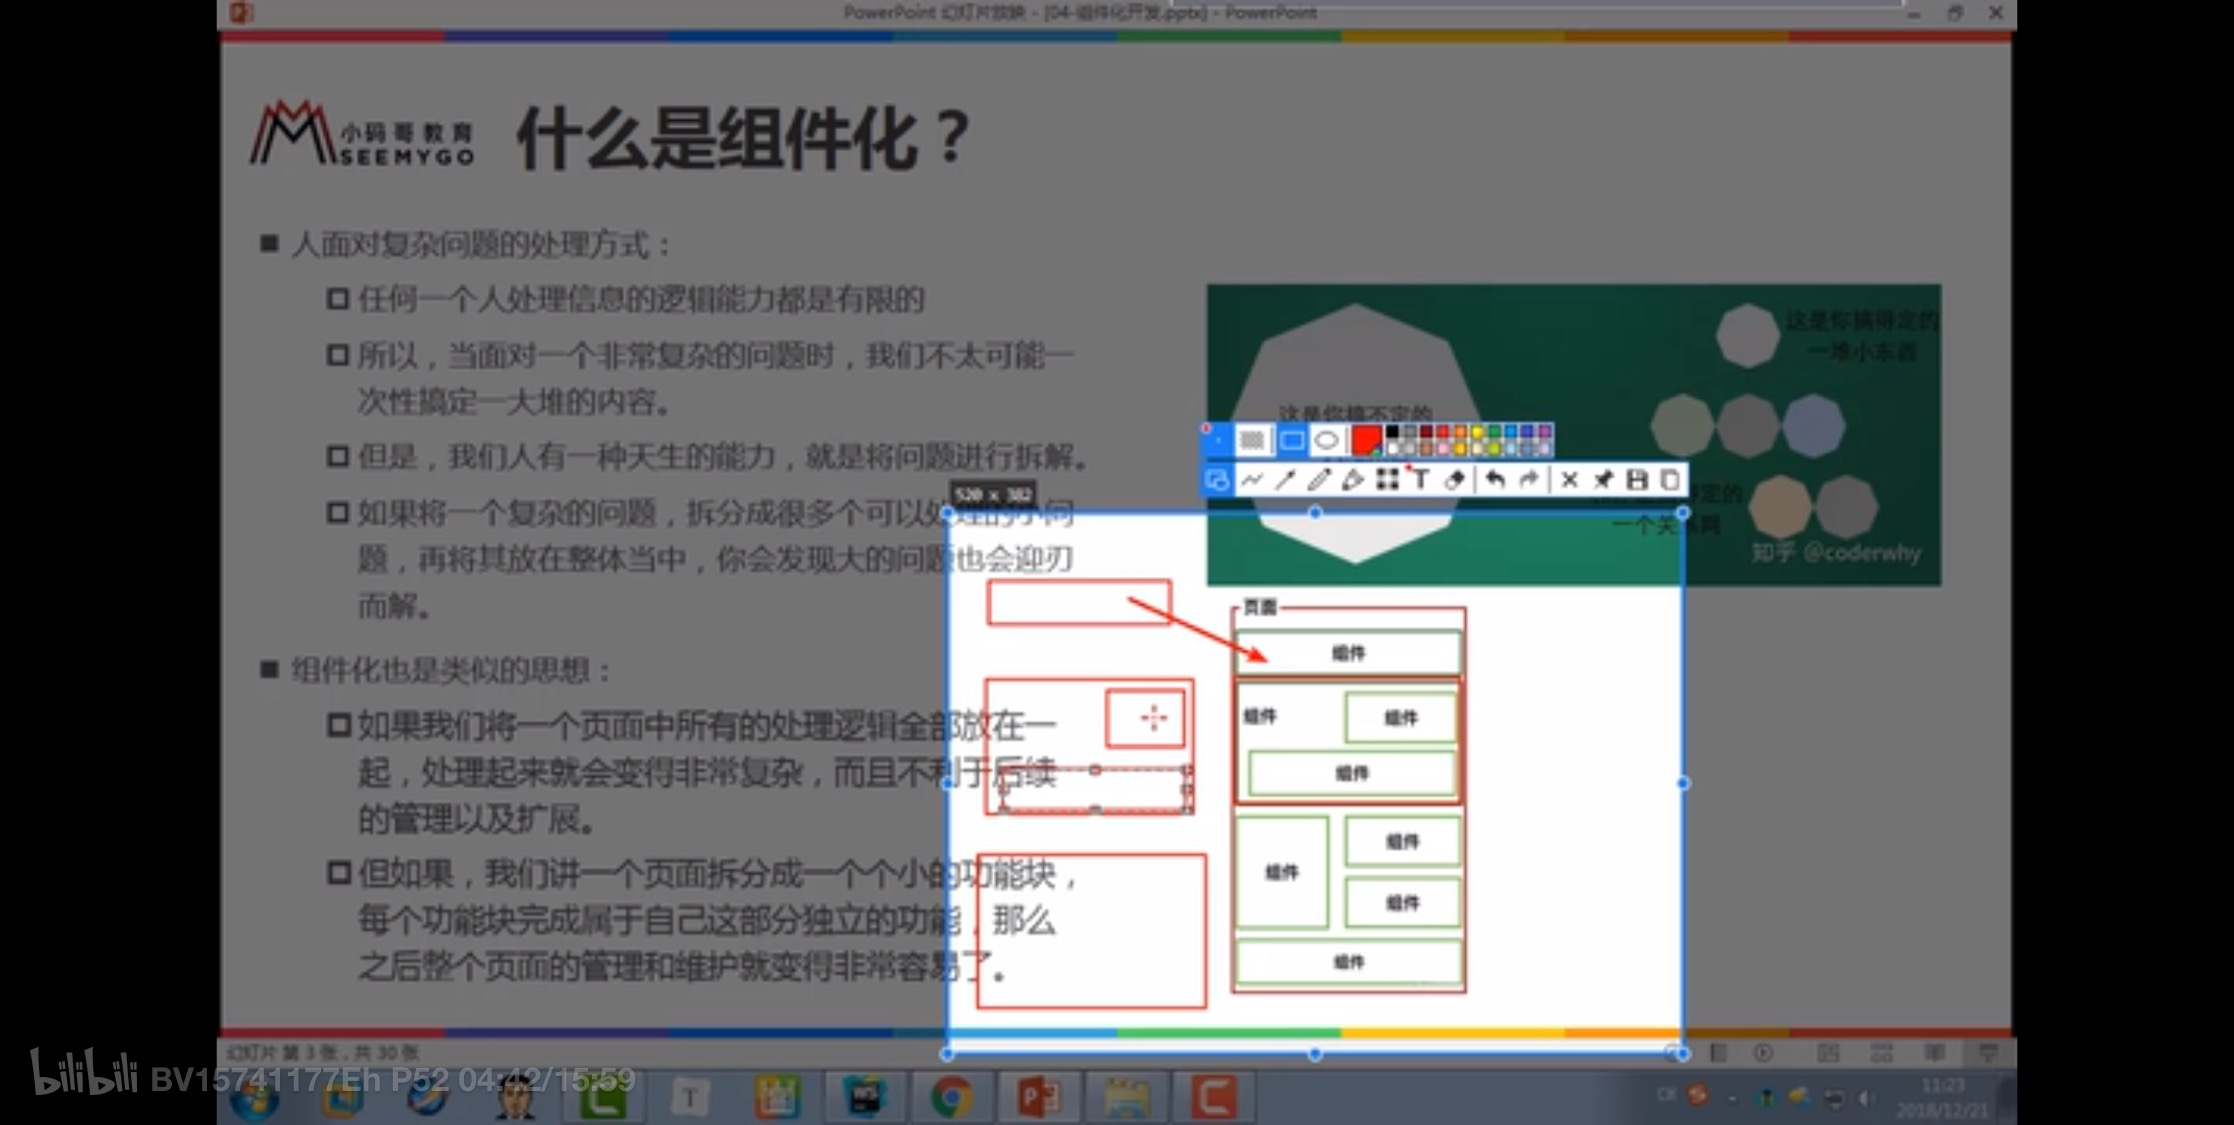 PowerPoint 幻灯片放映 - [04-组件化开发.pptx] - PowerPoint
小码哥教育
SEEMYGO
什么是组件化？
人面对复杂问题的处理方式：
任何一个人处理信息的逻辑能力都是有限的
所以，当面对一个非常复杂的问题时，我们不太可能一
次性搞定一大堆的内容。
但是，我们人有一种天生的能力，就是将问题进行拆解。
如果将一个复杂的问题，拆分成很多个可以处理的小问
题，再将其放在整体当中，你会发现大的问题也会迎刃
而解。
组件化也是类似的思想：
如果我们将一个页面中所有的处理逻辑全部放在一
起，处理起来就会变得非常复杂，而且不利于后续
的管理以及扩展。
但如果，我们讲一个页面拆分成一个个小的功能块，
每个功能块完成属于自己这部分独立的功能，那么
之后整个页面的管理和维护就变得非常容易了。
这是你搞得定的
一堆小东西
这是你搞不定的
得定的
一个关系网
知乎 @coderwhy
T
520 × 382
页面
组件
组件
组件
组件
组件
组件
组件
组件
幻灯片 第 3 张，共 30 张
bilibili BV15741177Eh P52 04:42/15:59
T
WS
CK
11:23
2018/12/21